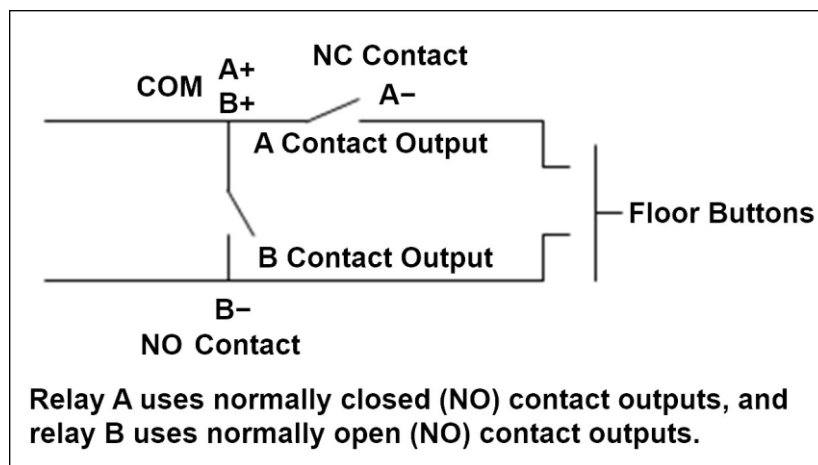 NC Contact
COM A+
B+
A−
A Contact Output
Floor Buttons
B Contact Output
B−
NO Contact
Relay A uses normally closed (NO) contact outputs, and
relay B uses normally open (NO) contact outputs.